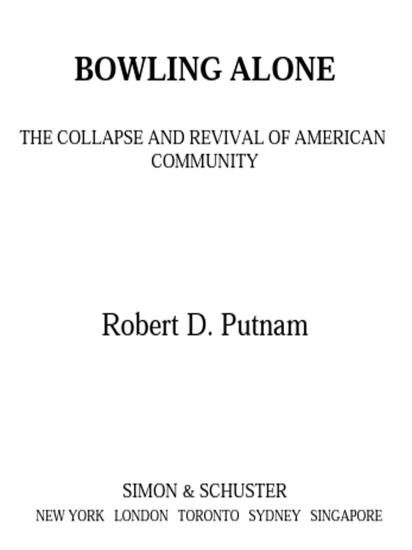 BOWLING ALONE
THE COLLAPSE AND REVIVAL OF AMERICAN
COMMUNITY
Robert D. Putnam
SIMON & SCHUSTER
NEW YORK LONDON TORONTO SYDNEY SINGAPORE